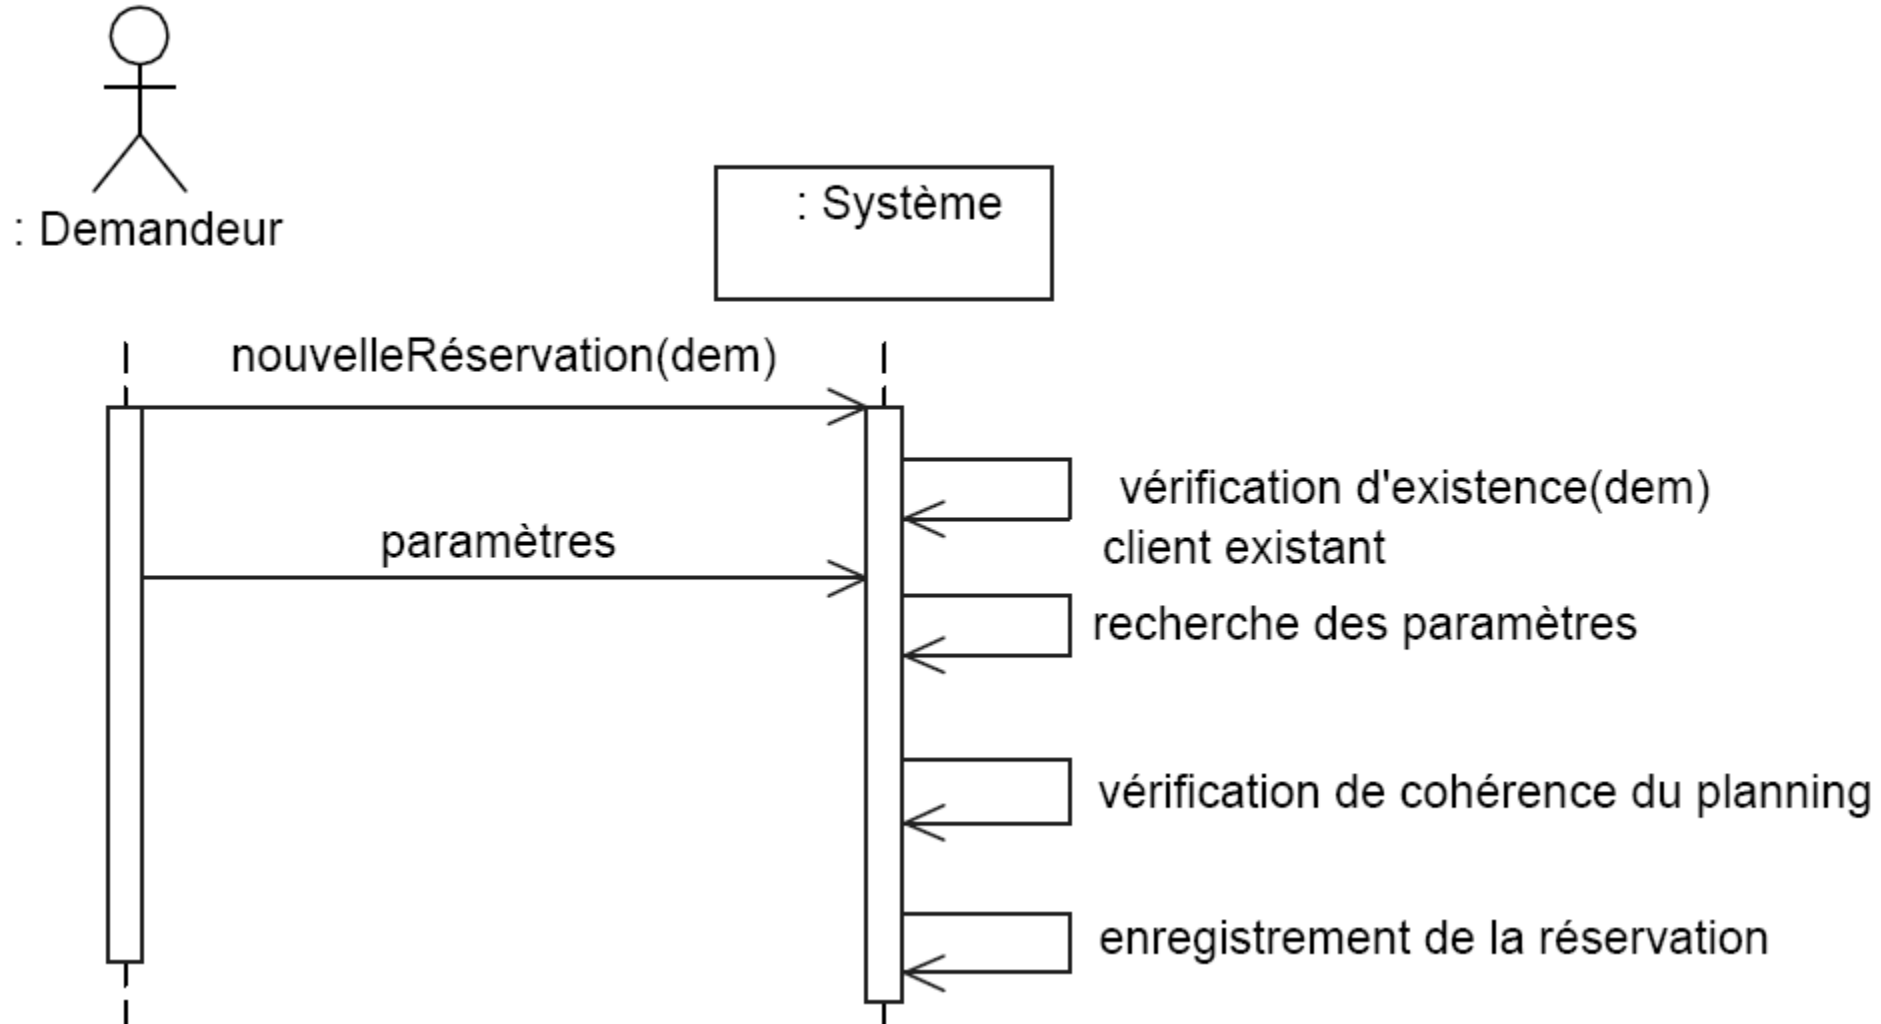 : Demandeur
: Système
nouvelleRéservation(dem)
vérification d'existence(dem)
client existant
paramètres
recherche des paramètres
vérification de cohérence du planning
enregistrement de la réservation